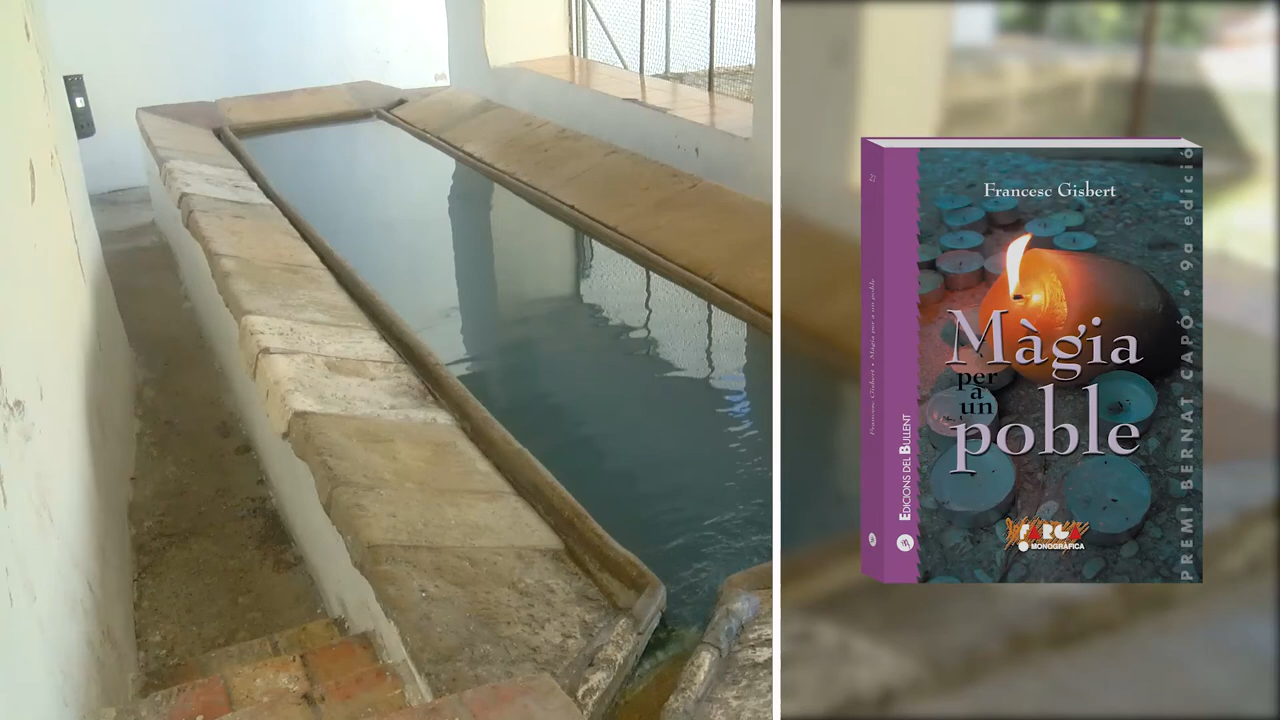 Francesc Gisbert
Màgia
per
a
un
poble
FARGA
MONOGRÀFICA
PREMI BERNAT CAPÓ • 9a edició
EDICIONS DEL BULLENT
Francesc Gisbert • Màgia per a un poble